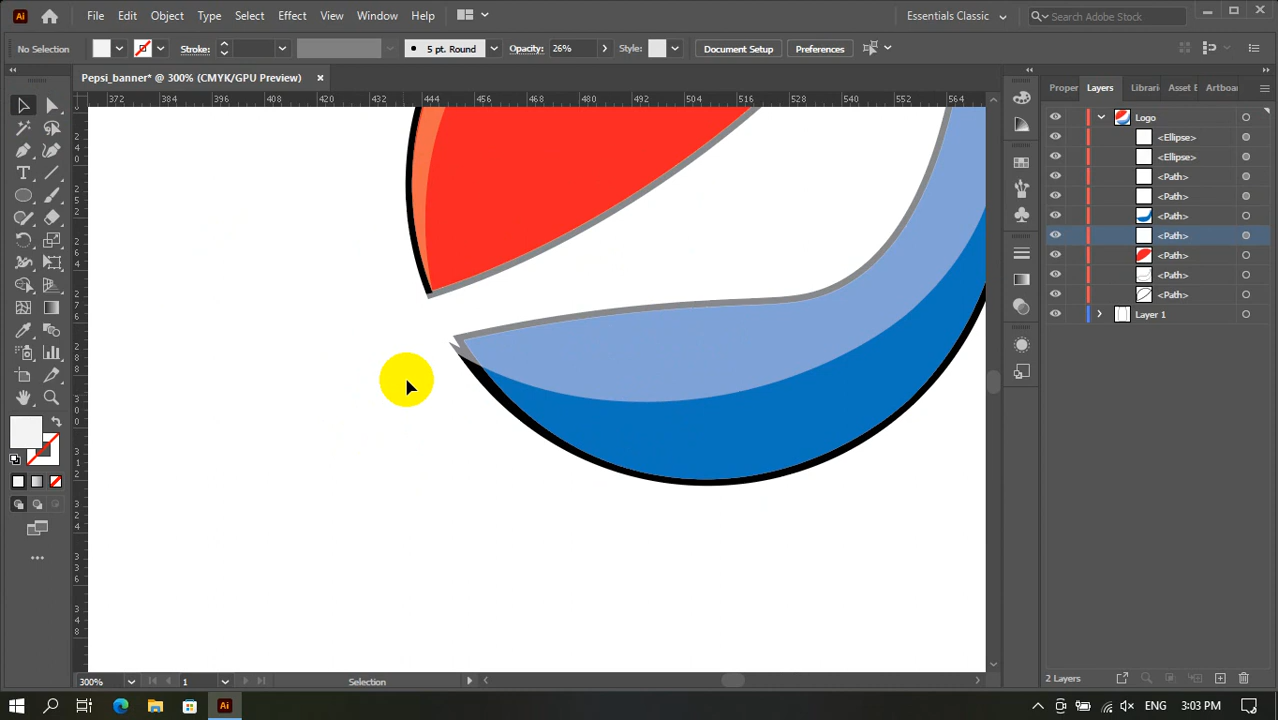 Ai File Edit Object Type Select Effect View Window Help Essentials Classic Search Adobe Stock
No Selection Stroke: 5 pt. Round Opacity: 26% Style: Document Setup Preferences
Pepsi_banner* @ 300% (CMYK/GPU Preview) Proper Layers Librari Asset E Artboar
372 384 396 408 420 432 444 456 468 480 492 504 516 528 540 552 564
Logo
<Ellipse>
<Ellipse>
<Path>
<Path>
<Path>
<Path>
<Path>
<Path>
<Path>
Layer 1
300% 1 Selection 2 Layers
Ai ENG 3:03 PM